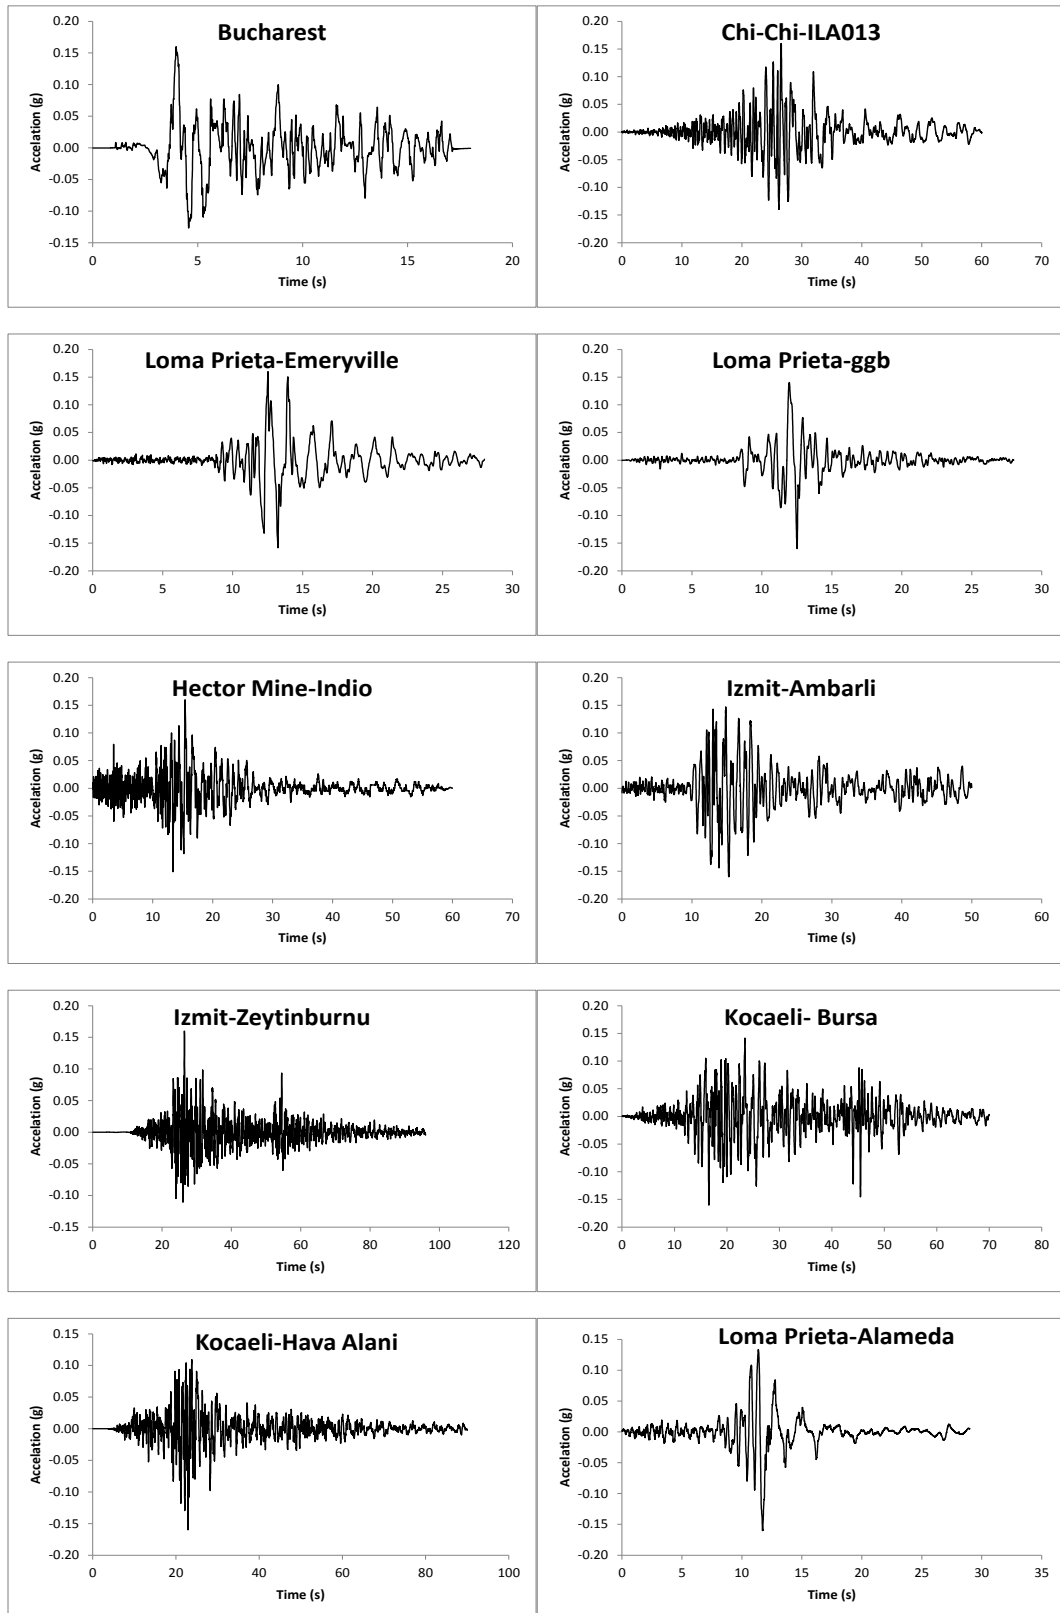 Bucharest
0.20
0.15
0.10
0.05
0.00
-0.05
-0.10
-0.15
Accelation (g)
0 5 10 15 20
Time (s)
Chi-Chi-ILA013
0.20
0.15
0.10
0.05
0.00
-0.05
-0.10
-0.15
-0.20
Accelation (g)
0 10 20 30 40 50 60 70
Time (s)
Loma Prieta-Emeryville
0.20
0.15
0.10
0.05
0.00
-0.05
-0.10
-0.15
-0.20
Accelation (g)
0 5 10 15 20 25 30
Time (s)
Loma Prieta-ggb
0.20
0.15
0.10
0.05
0.00
-0.05
-0.10
-0.15
-0.20
Accelation (g)
0 5 10 15 20 25 30
Time (s)
Hector Mine-Indio
0.20
0.15
0.10
0.05
0.00
-0.05
-0.10
-0.15
-0.20
Accelation (g)
0 10 20 30 40 50 60 70
Time (s)
Izmit-Ambarli
0.20
0.15
0.10
0.05
0.00
-0.05
-0.10
-0.15
-0.20
Accelation (g)
0 10 20 30 40 50 60
Time (s)
Izmit-Zeytinburnu
0.20
0.15
0.10
0.05
0.00
-0.05
-0.10
-0.15
Accelation (g)
0 20 40 60 80 100 120
Time (s)
Kocaeli- Bursa
0.20
0.15
0.10
0.05
0.00
-0.05
-0.10
-0.15
-0.20
Accelation (g)
0 10 20 30 40 50 60 70 80
Time (s)
Kocaeli-Hava Alani
0.15
0.10
0.05
0.00
-0.05
-0.10
-0.15
-0.20
Accelation (g)
0 20 40 60 80 100
Time (s)
Loma Prieta-Alameda
0.15
0.10
0.05
0.00
-0.05
-0.10
-0.15
-0.20
Accelation (g)
0 5 10 15 20 25 30 35
Time (s)